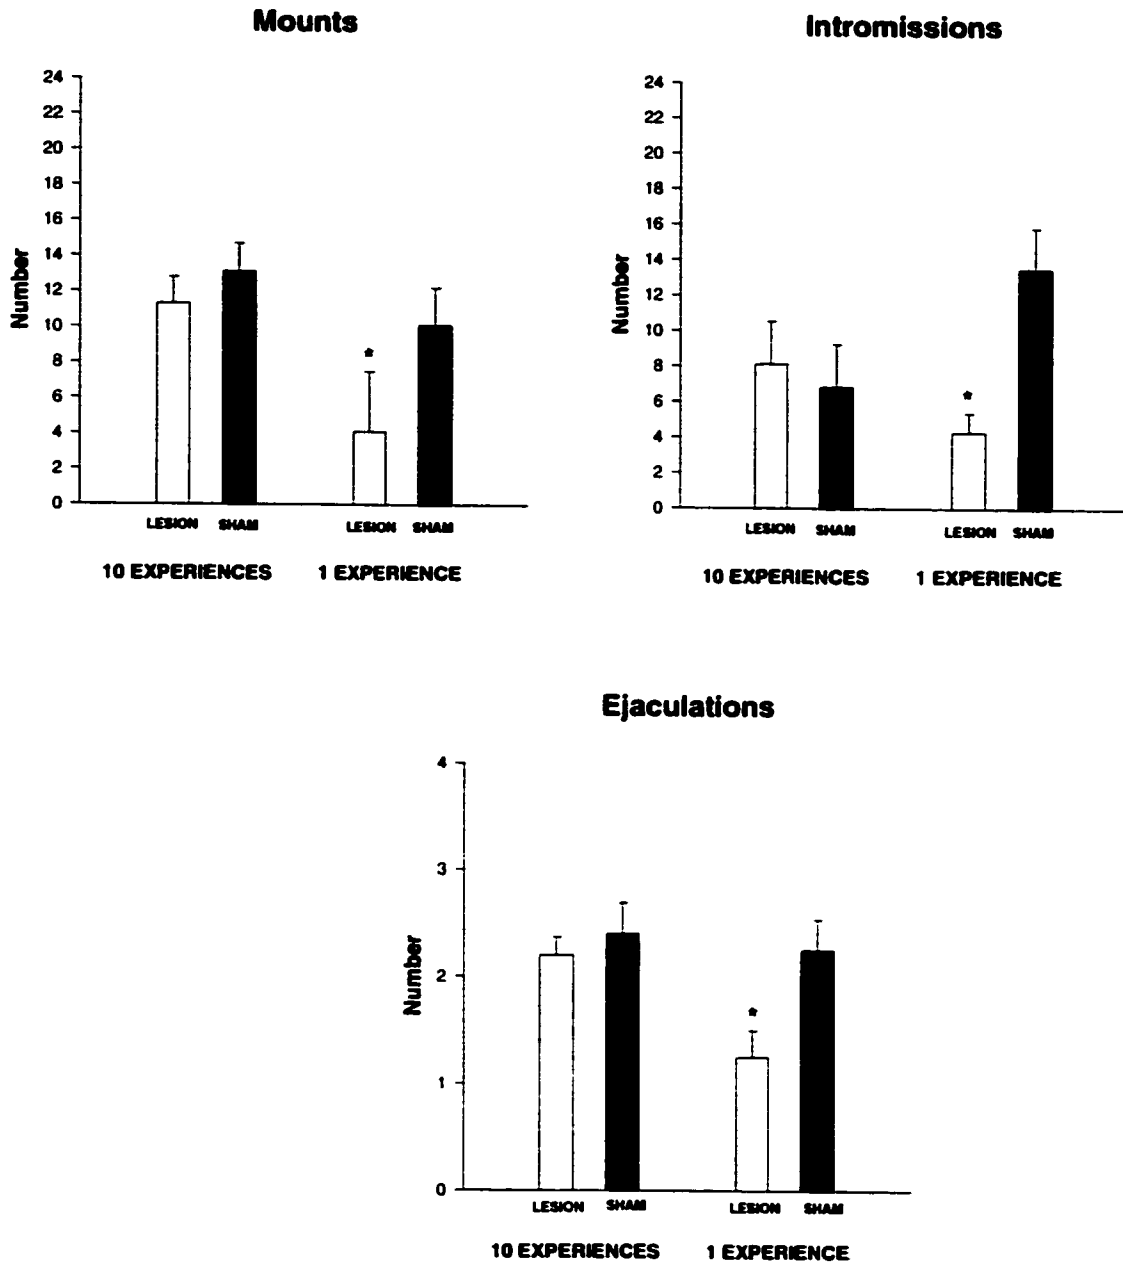 Mounts
Number
24
22
20
18
16
14
12
10
8
6
4
2
0
*
LESION SHAM LESION SHAM
10 EXPERIENCES 1 EXPERIENCE
Intromissions
Number
24
22
20
18
16
14
12
10
8
6
4
2
0
*
LESION SHAM LESION SHAM
10 EXPERIENCES 1 EXPERIENCE
Ejaculations
Number
4
3
2
1
0
*
LESION SHAM LESION SHAM
10 EXPERIENCES 1 EXPERIENCE